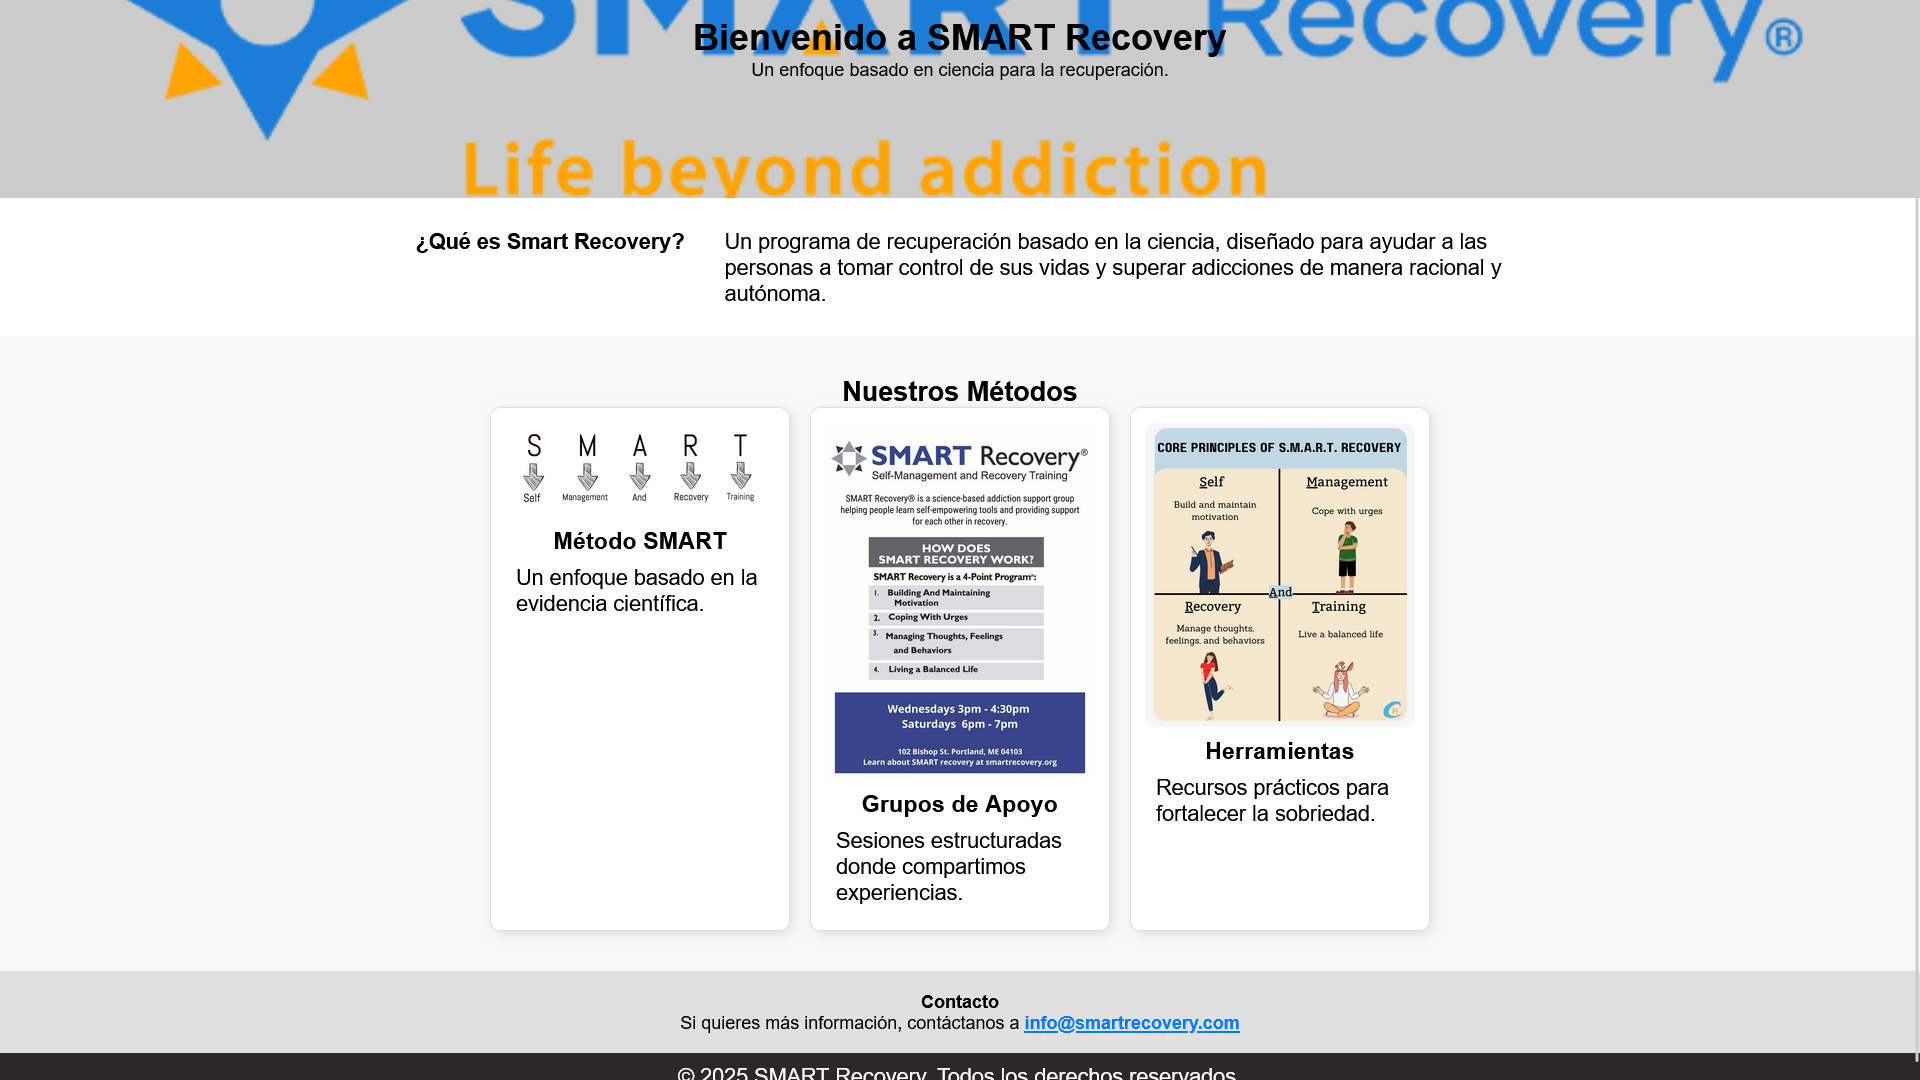 SMART Recovery®
Bienvenido a SMART Recovery
Un enfoque basado en ciencia para la recuperación.
Life beyond addiction
¿Qué es Smart Recovery?
Un programa de recuperación basado en la ciencia, diseñado para ayudar a las
personas a tomar control de sus vidas y superar adicciones de manera racional y
autónoma.
Nuestros Métodos
S M A R T
Self Management And Recovery Training
Método SMART
Un enfoque basado en la
evidencia científica.
SMART Recovery®
Self-Management and Recovery Training
SMART Recovery® is a science-based addiction support group
helping people learn self-empowering tools and providing support
for each other in recovery.
HOW DOES
SMART RECOVERY WORK?
SMART Recovery is a 4-Point Program®:
1. Building And Maintaining
Motivation
2. Coping With Urges
3. Managing Thoughts, Feelings
and Behaviors
4. Living a Balanced Life
Wednesdays 3pm - 4:30pm
Saturdays 6pm - 7pm
102 Bishop St. Portland, ME 04103
Learn about SMART recovery at smartrecovery.org
Grupos de Apoyo
Sesiones estructuradas
donde compartimos
experiencias.
CORE PRINCIPLES OF S.M.A.R.T. RECOVERY
Self
Build and maintain
motivation
Management
Cope with urges
And
Recovery
Manage thoughts,
feelings, and behaviors
Training
Live a balanced life
CH
Herramientas
Recursos prácticos para
fortalecer la sobriedad.
Contacto
Si quieres más información, contáctanos a info@smartrecovery.com
© 2025 SMART Recovery. Todos los derechos reservados.